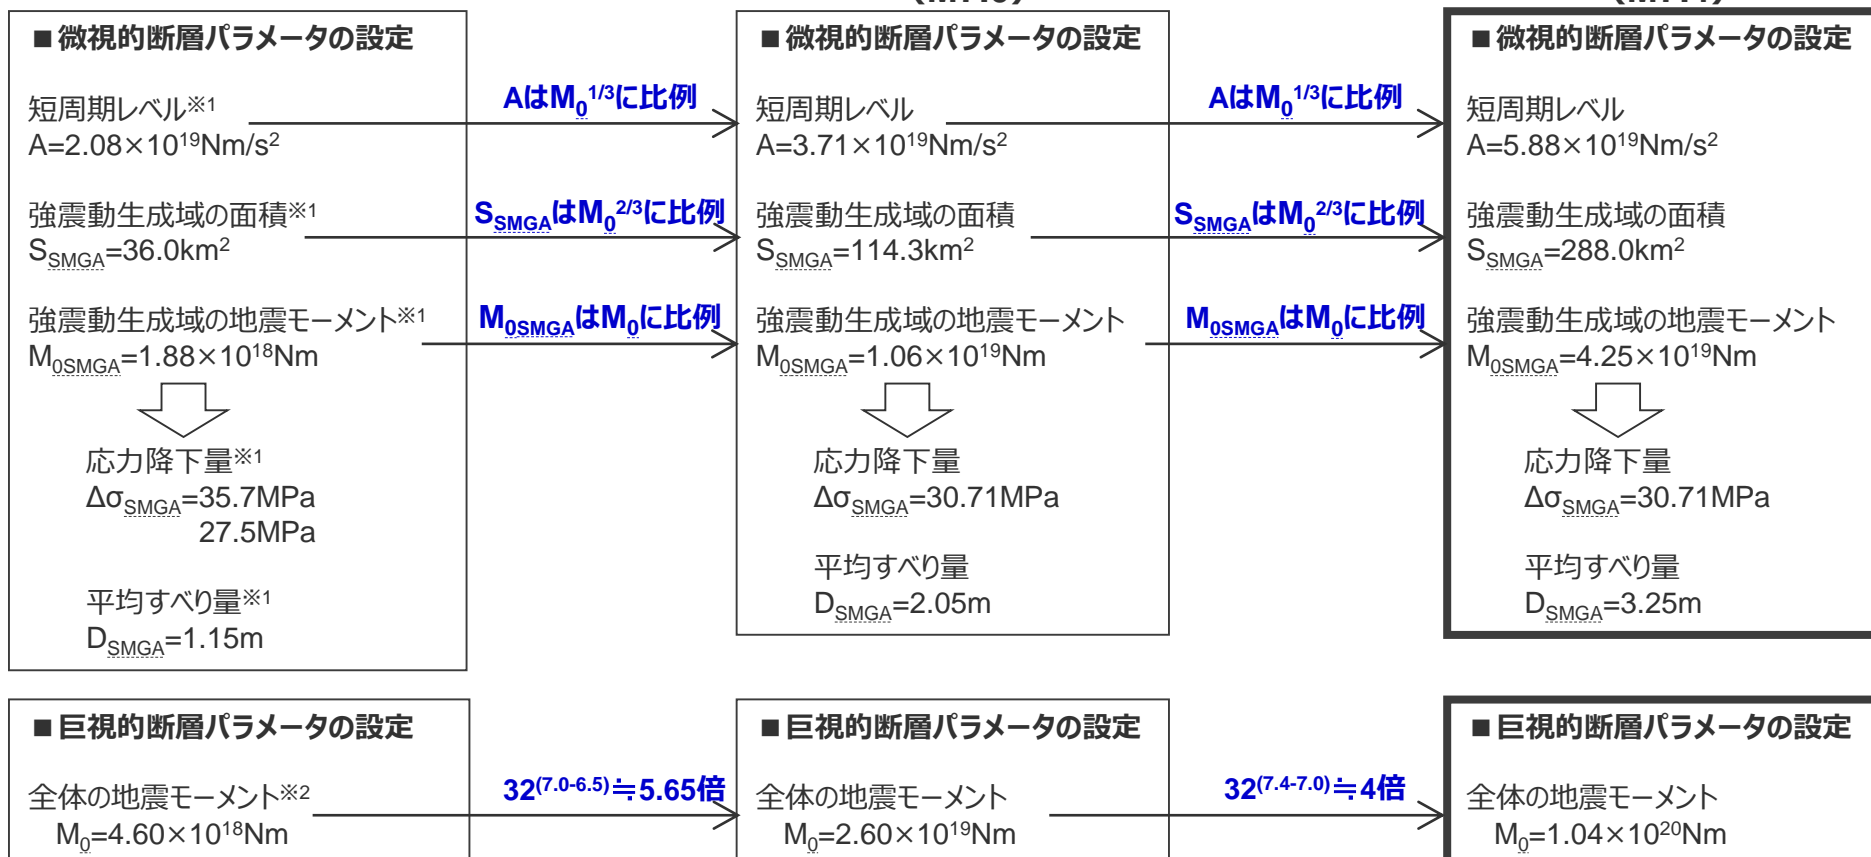 ■微視的断層パラメータの設定
短周期レベル※1
A=2.08×10¹⁹Nm/s²
強震動生成域の面積※1
S_SMGA=36.0km²
強震動生成域の地震モーメント※1
M_0SMGA=1.88×10¹⁸Nm
応力降下量※1
Δσ_SMGA=35.7MPa
27.5MPa
平均すべり量※1
D_SMGA=1.15m
AはM₀^1/3に比例
S_SMGAはM₀^2/3に比例
M_0SMGAはM₀に比例
■微視的断層パラメータの設定
短周期レベル
A=3.71×10¹⁹Nm/s²
強震動生成域の面積
S_SMGA=114.3km²
強震動生成域の地震モーメント
M_0SMGA=1.06×10¹⁹Nm
応力降下量
Δσ_SMGA=30.71MPa
平均すべり量
D_SMGA=2.05m
AはM₀^1/3に比例
S_SMGAはM₀^2/3に比例
M_0SMGAはM₀に比例
■微視的断層パラメータの設定
短周期レベル
A=5.88×10¹⁹Nm/s²
強震動生成域の面積
S_SMGA=288.0km²
強震動生成域の地震モーメント
M_0SMGA=4.25×10¹⁹Nm
応力降下量
Δσ_SMGA=30.71MPa
平均すべり量
D_SMGA=3.25m
■巨視的断層パラメータの設定
全体の地震モーメント※2
M₀=4.60×10¹⁸Nm
32^(7.0-6.5)≒5.65倍
■巨視的断層パラメータの設定
全体の地震モーメント
M₀=2.60×10¹⁹Nm
32^(7.4-7.0)≒4倍
■巨視的断層パラメータの設定
全体の地震モーメント
M₀=1.04×10²⁰Nm